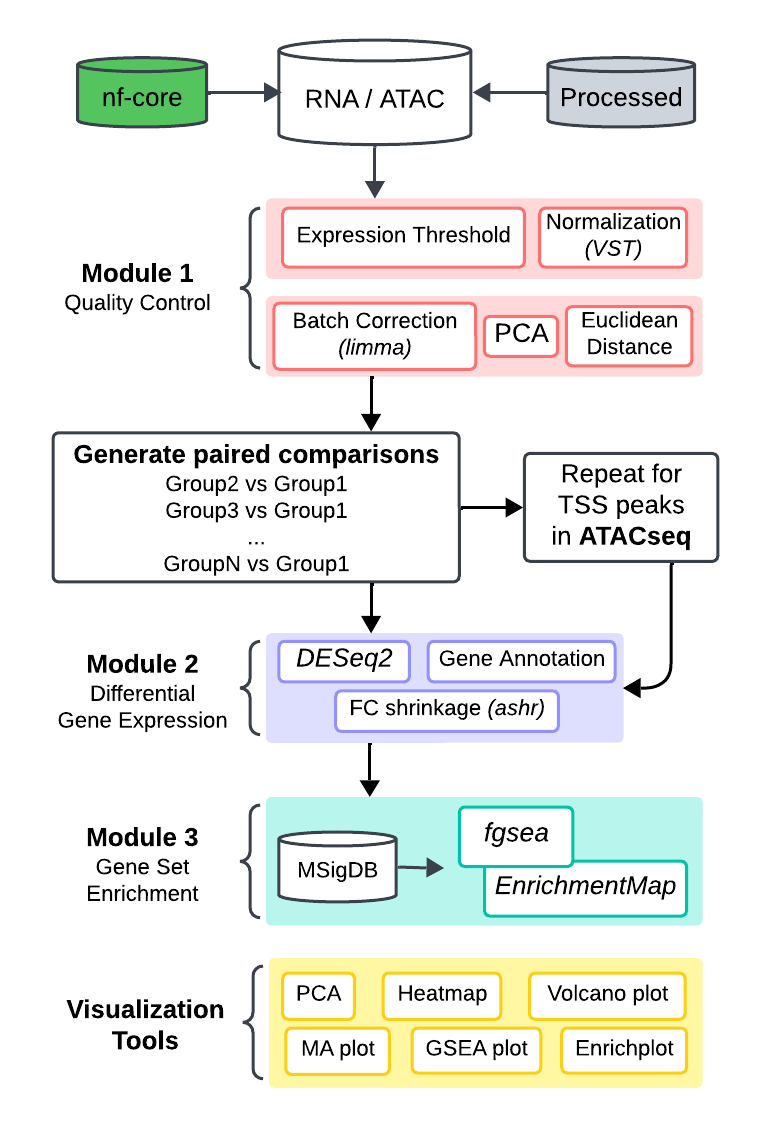 nf-core
RNA / ATAC
Processed
Module 1
Quality Control
Expression Threshold
Normalization
(VST)
Batch Correction
(limma)
PCA
Euclidean
Distance
Generate paired comparisons
Group2 vs Group1
Group3 vs Group1
...
GroupN vs Group1
Repeat for
TSS peaks
in ATACseq
Module 2
Differential
Gene Expression
DESeq2
Gene Annotation
FC shrinkage (ashr)
Module 3
Gene Set
Enrichment
MSigDB
fgsea
EnrichmentMap
Visualization
Tools
PCA
Heatmap
Volcano plot
MA plot
GSEA plot
Enrichplot